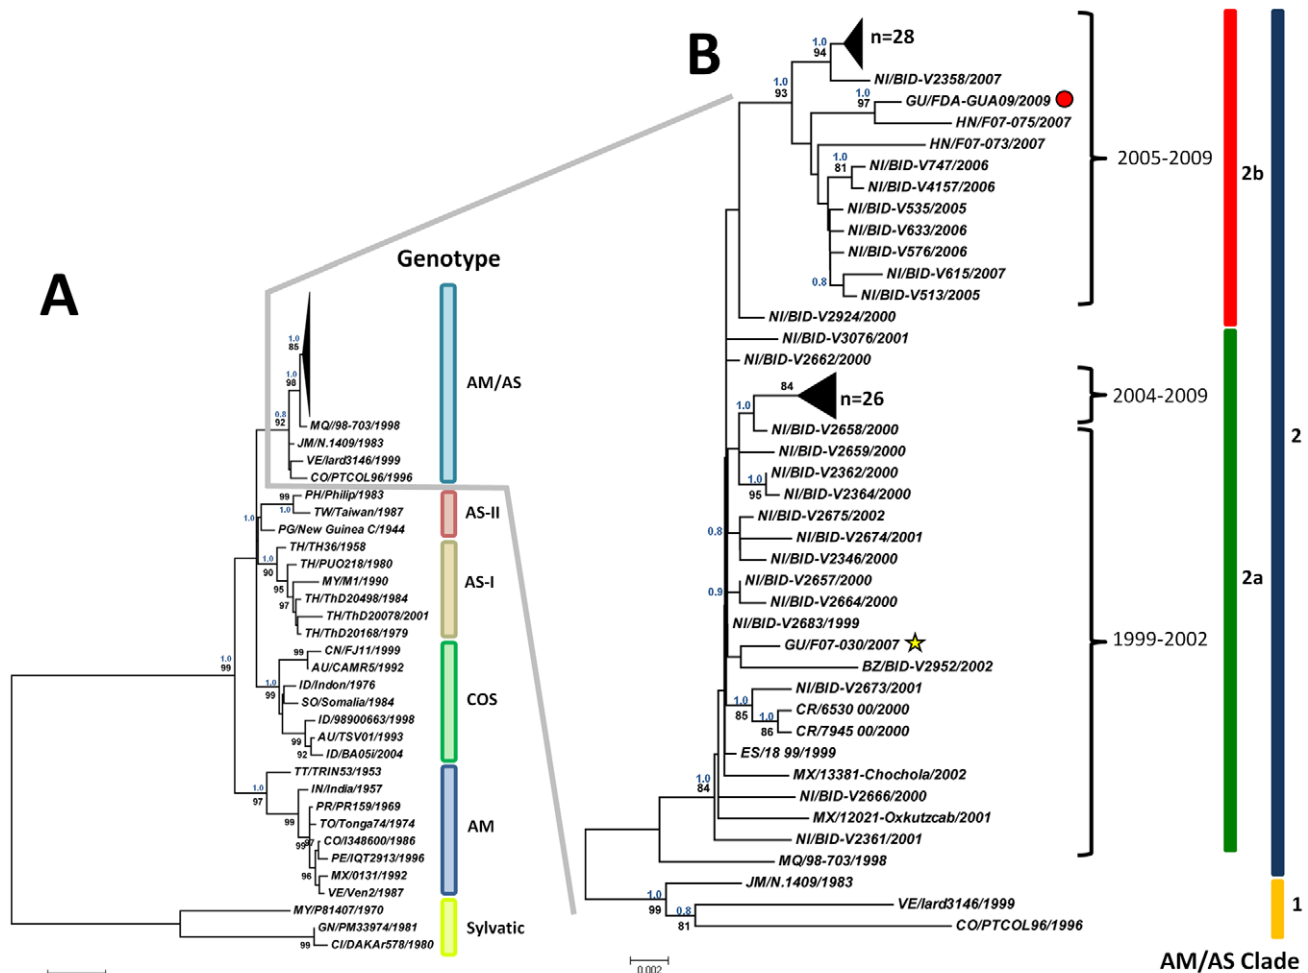 A
Genotype
1.0
85
1.0
98
0.8
92
MQ//98-703/1998
JM/N.1409/1983
VE/Iard3146/1999
CO/PTCOL96/1996
AM/AS
99
PH/Philip/1983
1.0
TW/Taiwan/1987
1.0
PG/New Guinea C/1944
AS-II
TH/TH36/1958
1.0
90
TH/PUO218/1980
95
MY/M1/1990
97
TH/ThD20498/1984
TH/ThD20078/2001
TH/ThD20168/1979
AS-I
1.0
99
99
CN/FJ11/1999
AU/CAMR5/1992
1.0
99
ID/Indon/1976
SO/Somalia/1984
ID/98900663/1998
99
AU/TSV01/1993
92
ID/BA05i/2004
COS
TT/TRIN53/1953
1.0
97
IN/India/1957
PR/PR159/1969
99
TO/Tonga74/1974
CO/I348600/1986
99
PE/IQT2913/1996
96
MX/0131/1992
VE/Ven2/1987
AM
MY/P81407/1970
GN/PM33974/1981
99
CI/DAKAr578/1980
Sylvatic
B
1.0
94
n=28
NI/BID-V2358/2007
1.0
93
1.0
97
GU/FDA-GUA09/2009
HN/F07-075/2007
HN/F07-073/2007
1.0
81
NI/BID-V747/2006
NI/BID-V4157/2006
NI/BID-V535/2005
NI/BID-V633/2006
NI/BID-V576/2006
NI/BID-V615/2007
0.8
NI/BID-V513/2005
2005-2009
NI/BID-V2924/2000
2b
NI/BID-V3076/2001
NI/BID-V2662/2000
84
n=26
1.0
2004-2009
NI/BID-V2658/2000
NI/BID-V2659/2000
NI/BID-V2362/2000
1.0
95
NI/BID-V2364/2000
NI/BID-V2675/2002
0.8
NI/BID-V2674/2001
NI/BID-V2346/2000
NI/BID-V2657/2000
0.9
NI/BID-V2664/2000
NI/BID-V2683/1999
GU/F07-030/2007
BZ/BID-V2952/2002
NI/BID-V2673/2001
1.0
85
CR/6530 00/2000
1.0
86
CR/7945 00/2000
ES/18 99/1999
MX/13381-Chochola/2002
1.0
84
NI/BID-V2666/2000
MX/12021-Oxkutzcab/2001
NI/BID-V2361/2001
1999-2002
2a
2
MQ/98-703/1998
JM/N.1409/1983
1.0
99
VE/Iard3146/1999
0.8
81
CO/PTCOL96/1996
1
0.002
AM/AS Clade